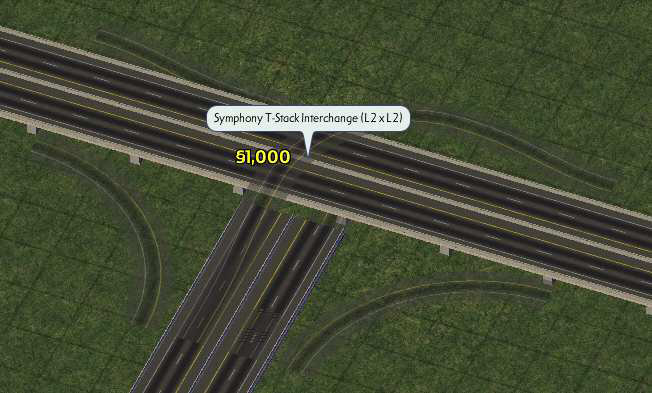 Symphony T-Stack Interchange (L2 x L2)
§1,000